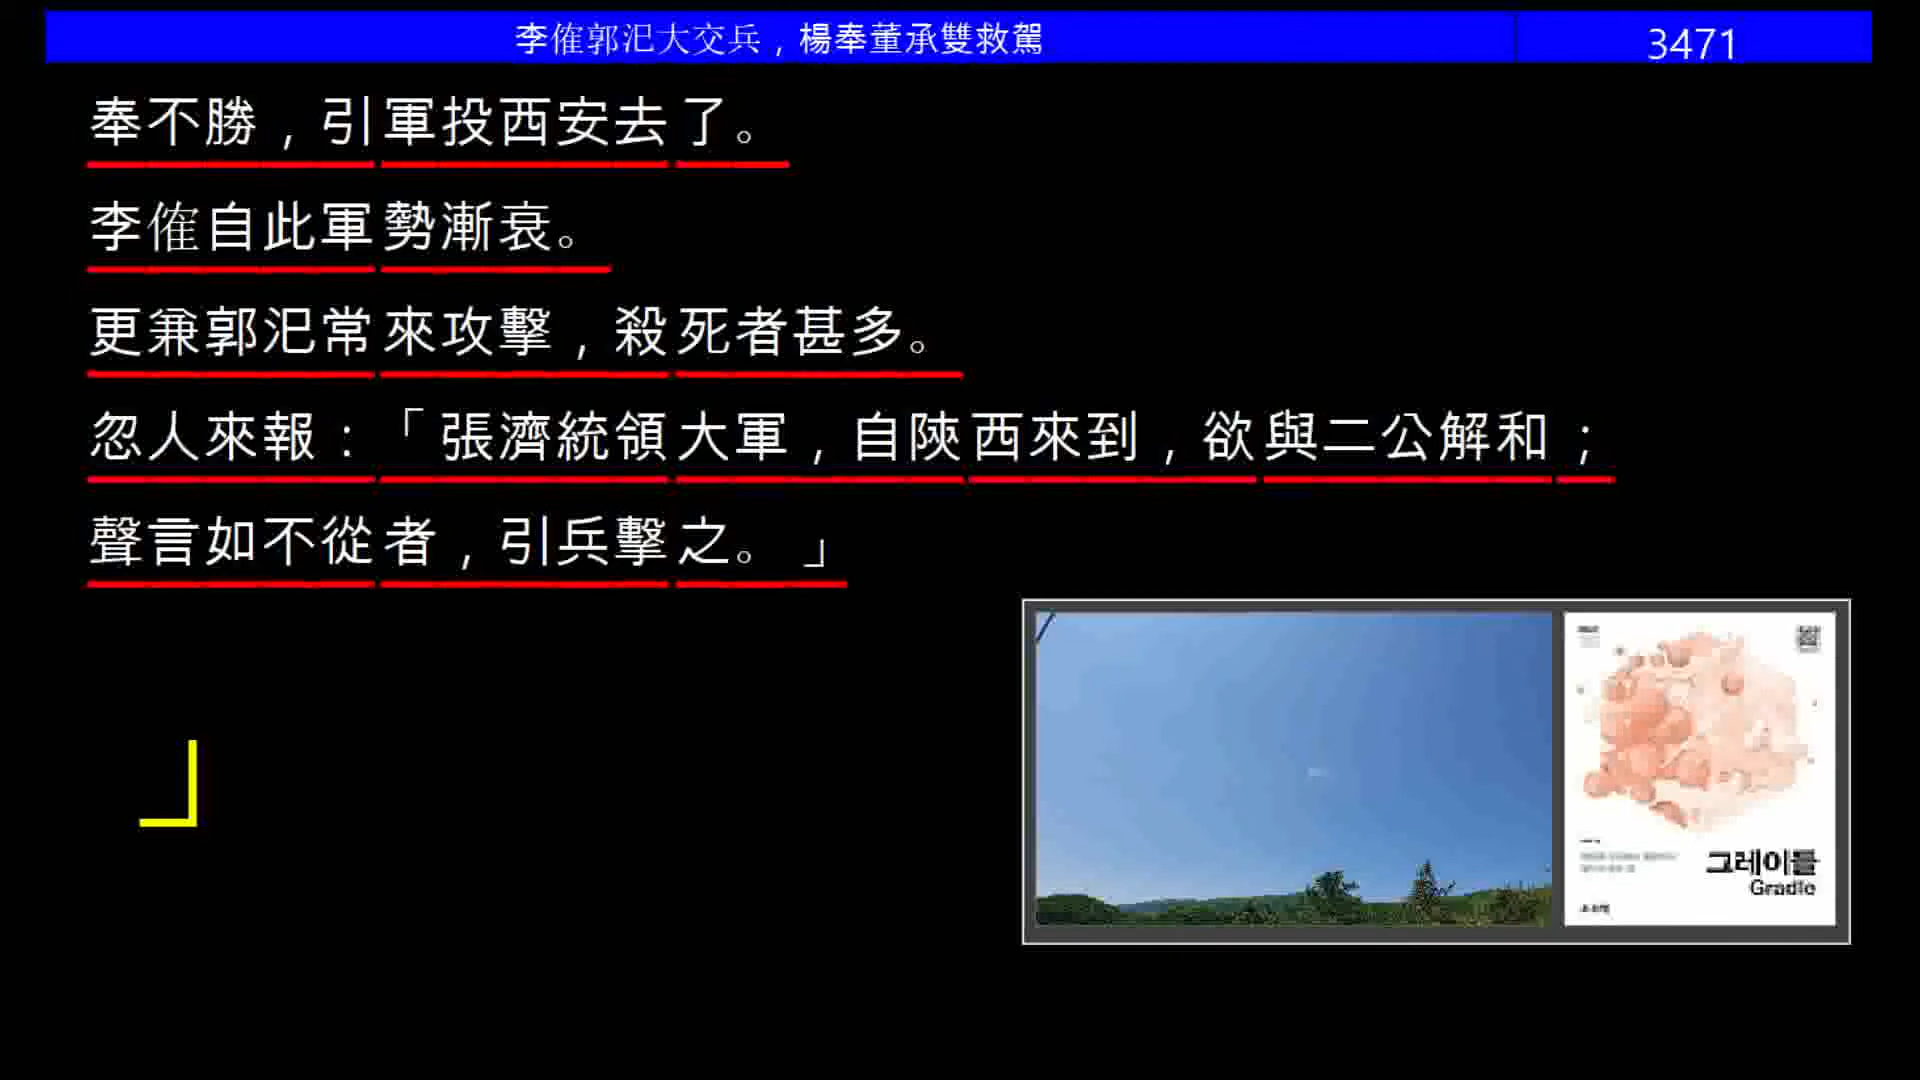 李傕郭汜大交兵，楊奉董承雙救駕
3471
奉不勝，引軍投西安去了。
李傕自此軍勢漸衰。
更兼郭汜常來攻擊，殺死者甚多。
忽人來報：「張濟統領大軍，自陝西來到，欲與二公解和；
聲言如不從者，引兵擊之。」
」
그레이들
Gradle